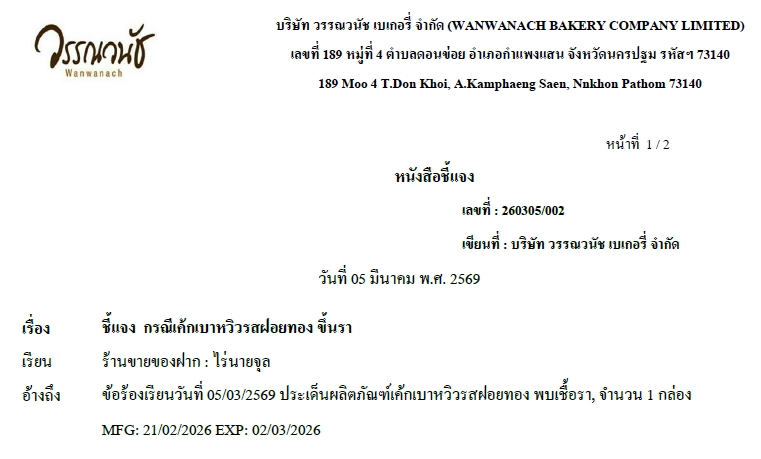 วรรณวนัช
Wanwanach
บริษัท วรรณวนัช เบเกอรี่ จำกัด (WANWANACH BAKERY COMPANY LIMITED)
เลขที่ 189 หมู่ที่ 4 ตำบลดอนข่อย อำเภอกำแพงแสน จังหวัดนครปฐม รหัสฯ 73140
189 Moo 4 T.Don Khoi, A.Kamphaeng Saen, Nnkhon Pathom 73140
หน้าที่ 1 / 2
หนังสือชี้แจง
เลขที่ : 260305/002
เขียนที่ : บริษัท วรรณวนัช เบเกอรี่ จำกัด
วันที่ 05 มีนาคม พ.ศ. 2569
เรื่อง ชี้แจง กรณีเค้กเบาหวิวรสฝอยทอง ขึ้นรา
เรียน ร้านขายของฝาก : ไร่นายจุล
อ้างถึง ข้อร้องเรียนวันที่ 05/03/2569 ประเด็นผลิตภัณฑ์เค้กเบาหวิวรสฝอยทอง พบเชื้อรา, จำนวน 1 กล่อง
MFG: 21/02/2026 EXP: 02/03/2026